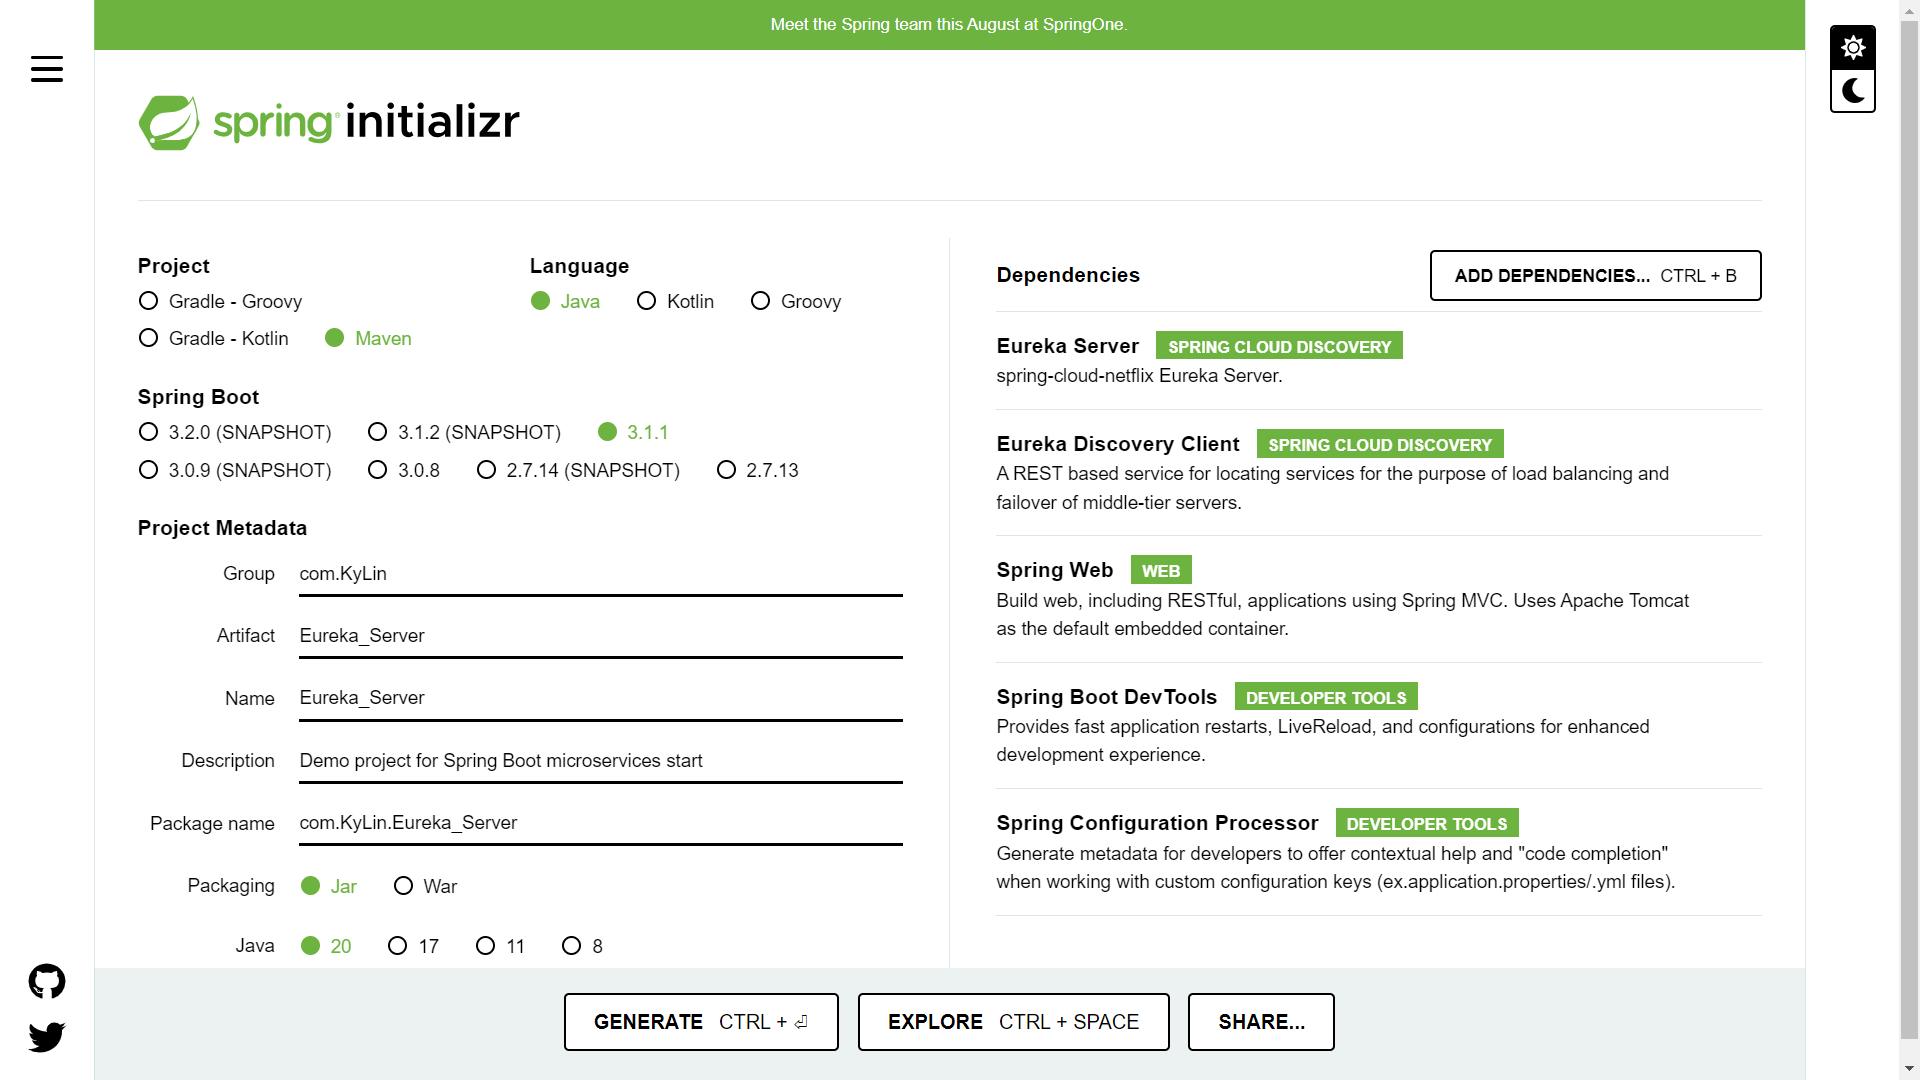 Meet the Spring team this August at SpringOne.
spring initializr
Project
Gradle - Groovy
Gradle - Kotlin Maven
Language
Java Kotlin Groovy
Spring Boot
3.2.0 (SNAPSHOT) 3.1.2 (SNAPSHOT) 3.1.1
3.0.9 (SNAPSHOT) 3.0.8 2.7.14 (SNAPSHOT) 2.7.13
Project Metadata
Group com.KyLin
Artifact Eureka_Server
Name Eureka_Server
Description Demo project for Spring Boot microservices start
Package name com.KyLin.Eureka_Server
Packaging Jar War
Java 20 17 11 8
Dependencies ADD DEPENDENCIES... CTRL + B
Eureka Server SPRING CLOUD DISCOVERY
spring-cloud-netflix Eureka Server.
Eureka Discovery Client SPRING CLOUD DISCOVERY
A REST based service for locating services for the purpose of load balancing and
failover of middle-tier servers.
Spring Web WEB
Build web, including RESTful, applications using Spring MVC. Uses Apache Tomcat
as the default embedded container.
Spring Boot DevTools DEVELOPER TOOLS
Provides fast application restarts, LiveReload, and configurations for enhanced
development experience.
Spring Configuration Processor DEVELOPER TOOLS
Generate metadata for developers to offer contextual help and "code completion"
when working with custom configuration keys (ex.application.properties/.yml files).
GENERATE CTRL + ⏎ EXPLORE CTRL + SPACE SHARE...